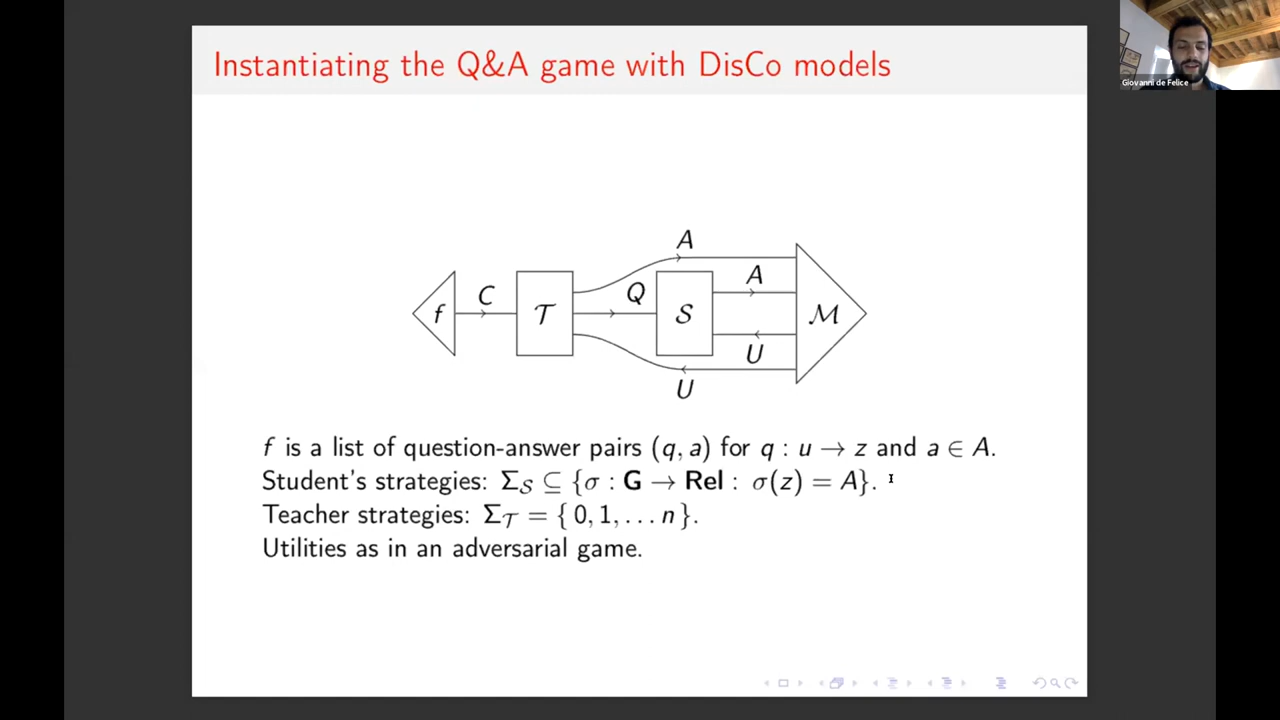 Instantiating the Q&A game with DisCo models
Giovanni de Felice
A
C
Q
A
f
𝒯
𝒮
ℳ
U
U
f is a list of question-answer pairs (q, a) for q : u → z and a ∈ A.
Student's strategies: Σ_𝒮 ⊆ {σ : G → Rel : σ(z) = A}.
Teacher strategies: Σ_𝒯 = { 0, 1, . . . n }.
Utilities as in an adversarial game.